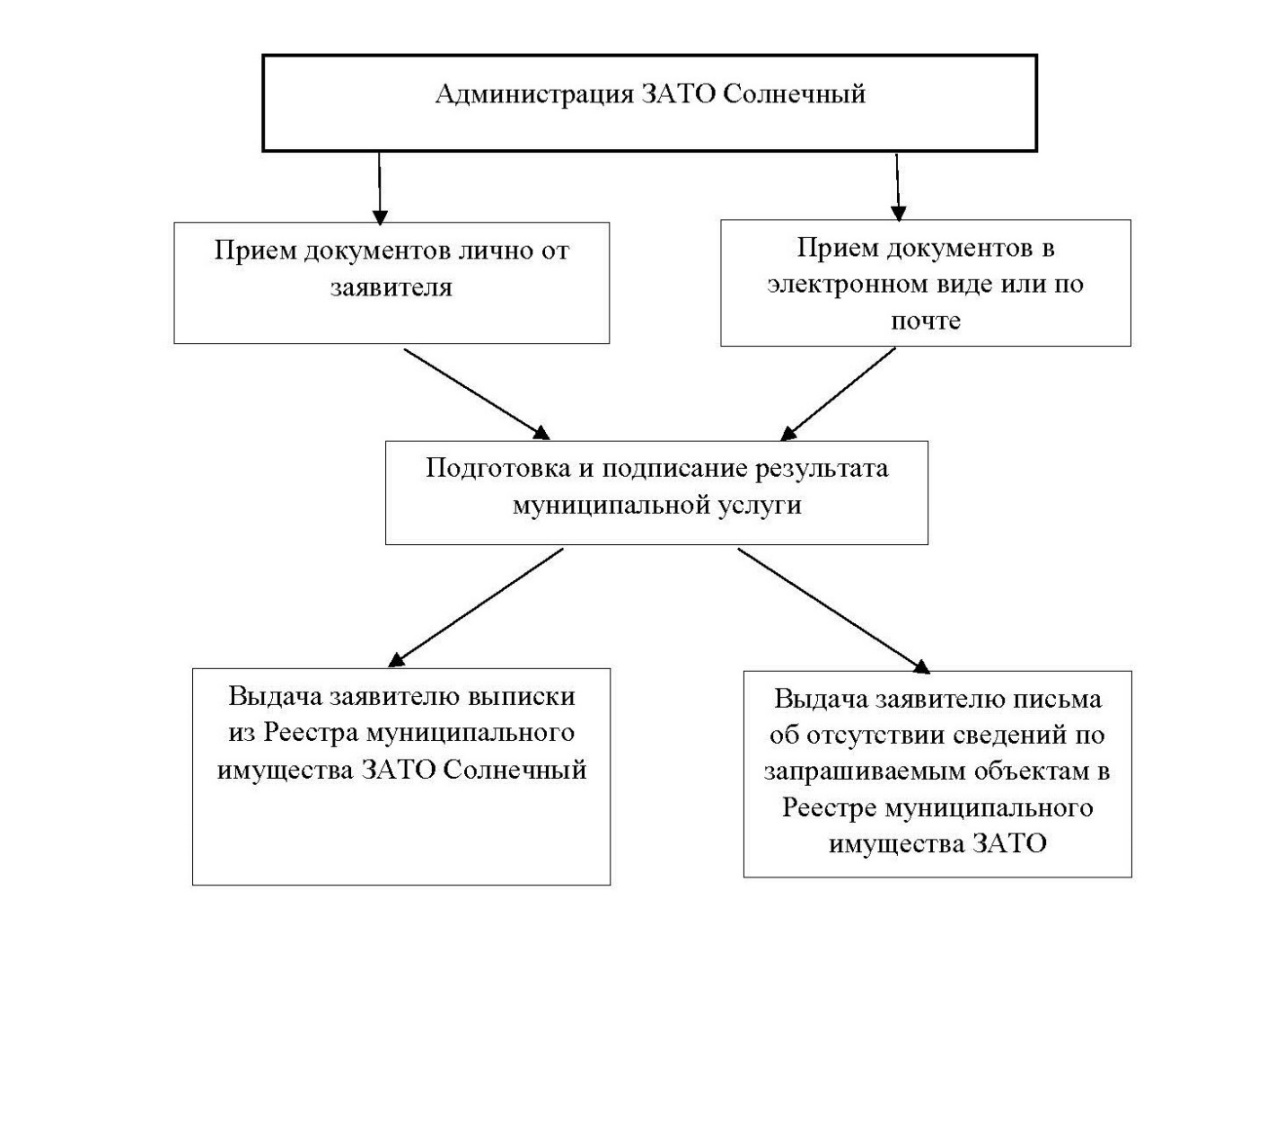 Администрация ЗАТО Солнечный
Прием документов лично от
заявителя
Прием документов в
электронном виде или по
почте
Подготовка и подписание результата
муниципальной услуги
Выдача заявителю выписки
из Реестра муниципального
имущества ЗАТО Солнечный
Выдача заявителю письма
об отсутствии сведений по
запрашиваемым объектам в
Реестре муниципального
имущества ЗАТО